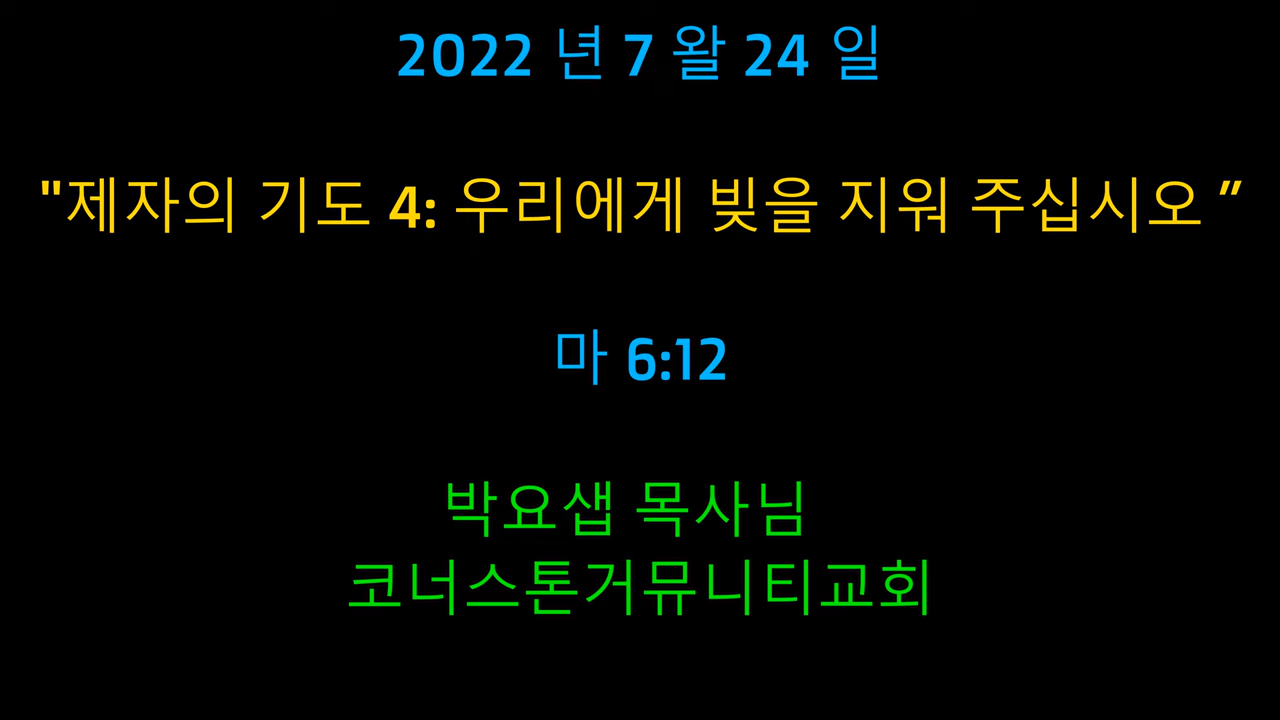 2022 년 7 왈 24 일
"제자의 기도 4: 우리에게 빚을 지워 주십시오 ”
마 6:12
박요샙 목사님
코너스톤거뮤니티교회